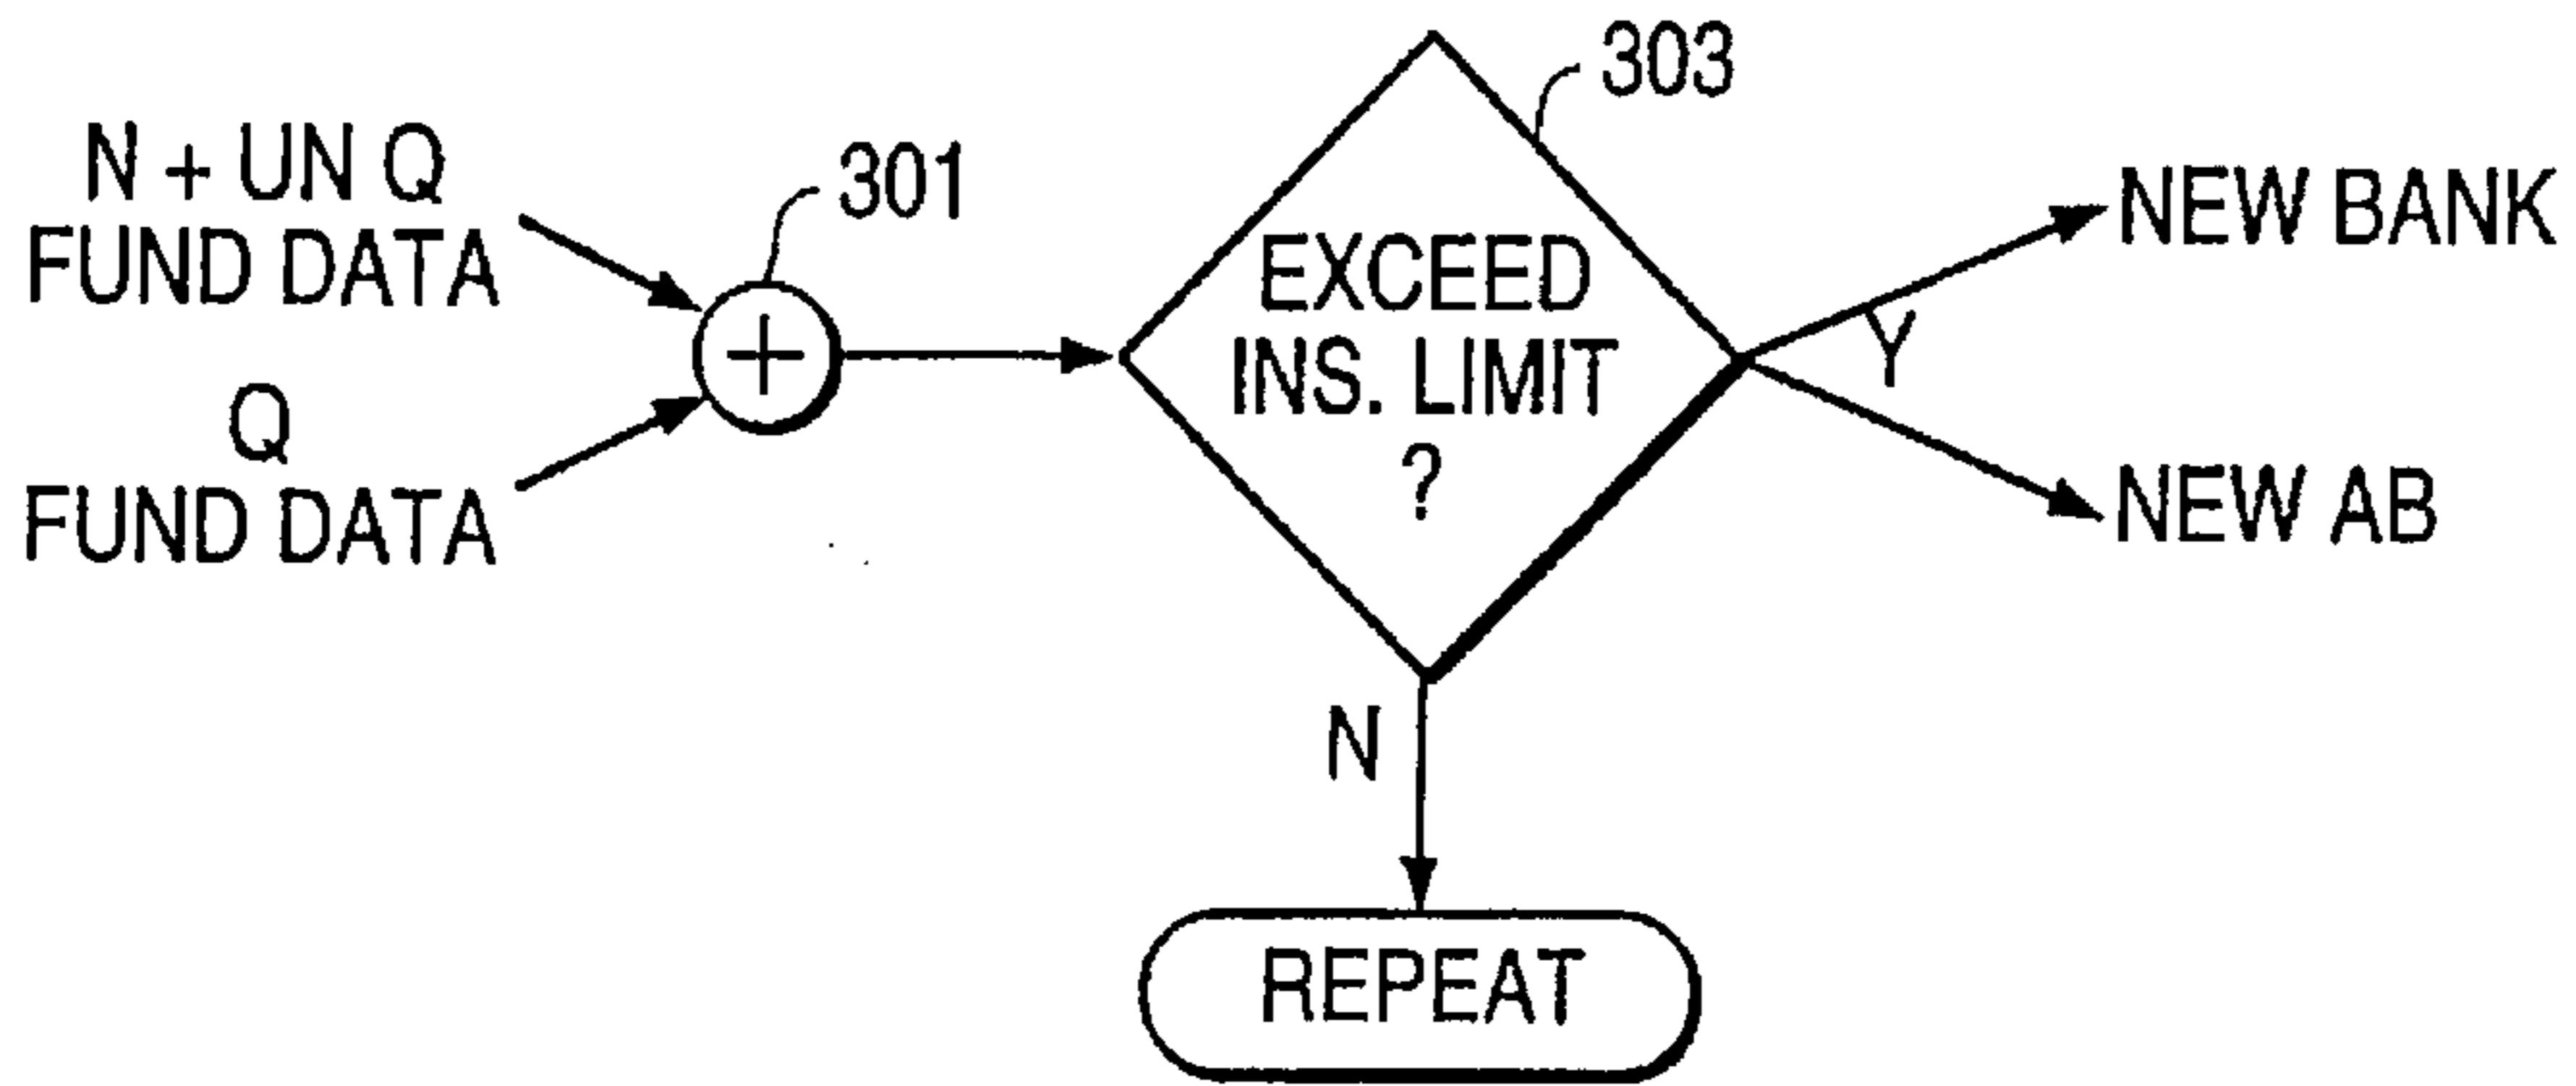 N + UN Q
FUND DATA
Q
FUND DATA
301
+
303
EXCEED
INS. LIMIT
?
Y
NEW BANK
NEW AB
N
REPEAT